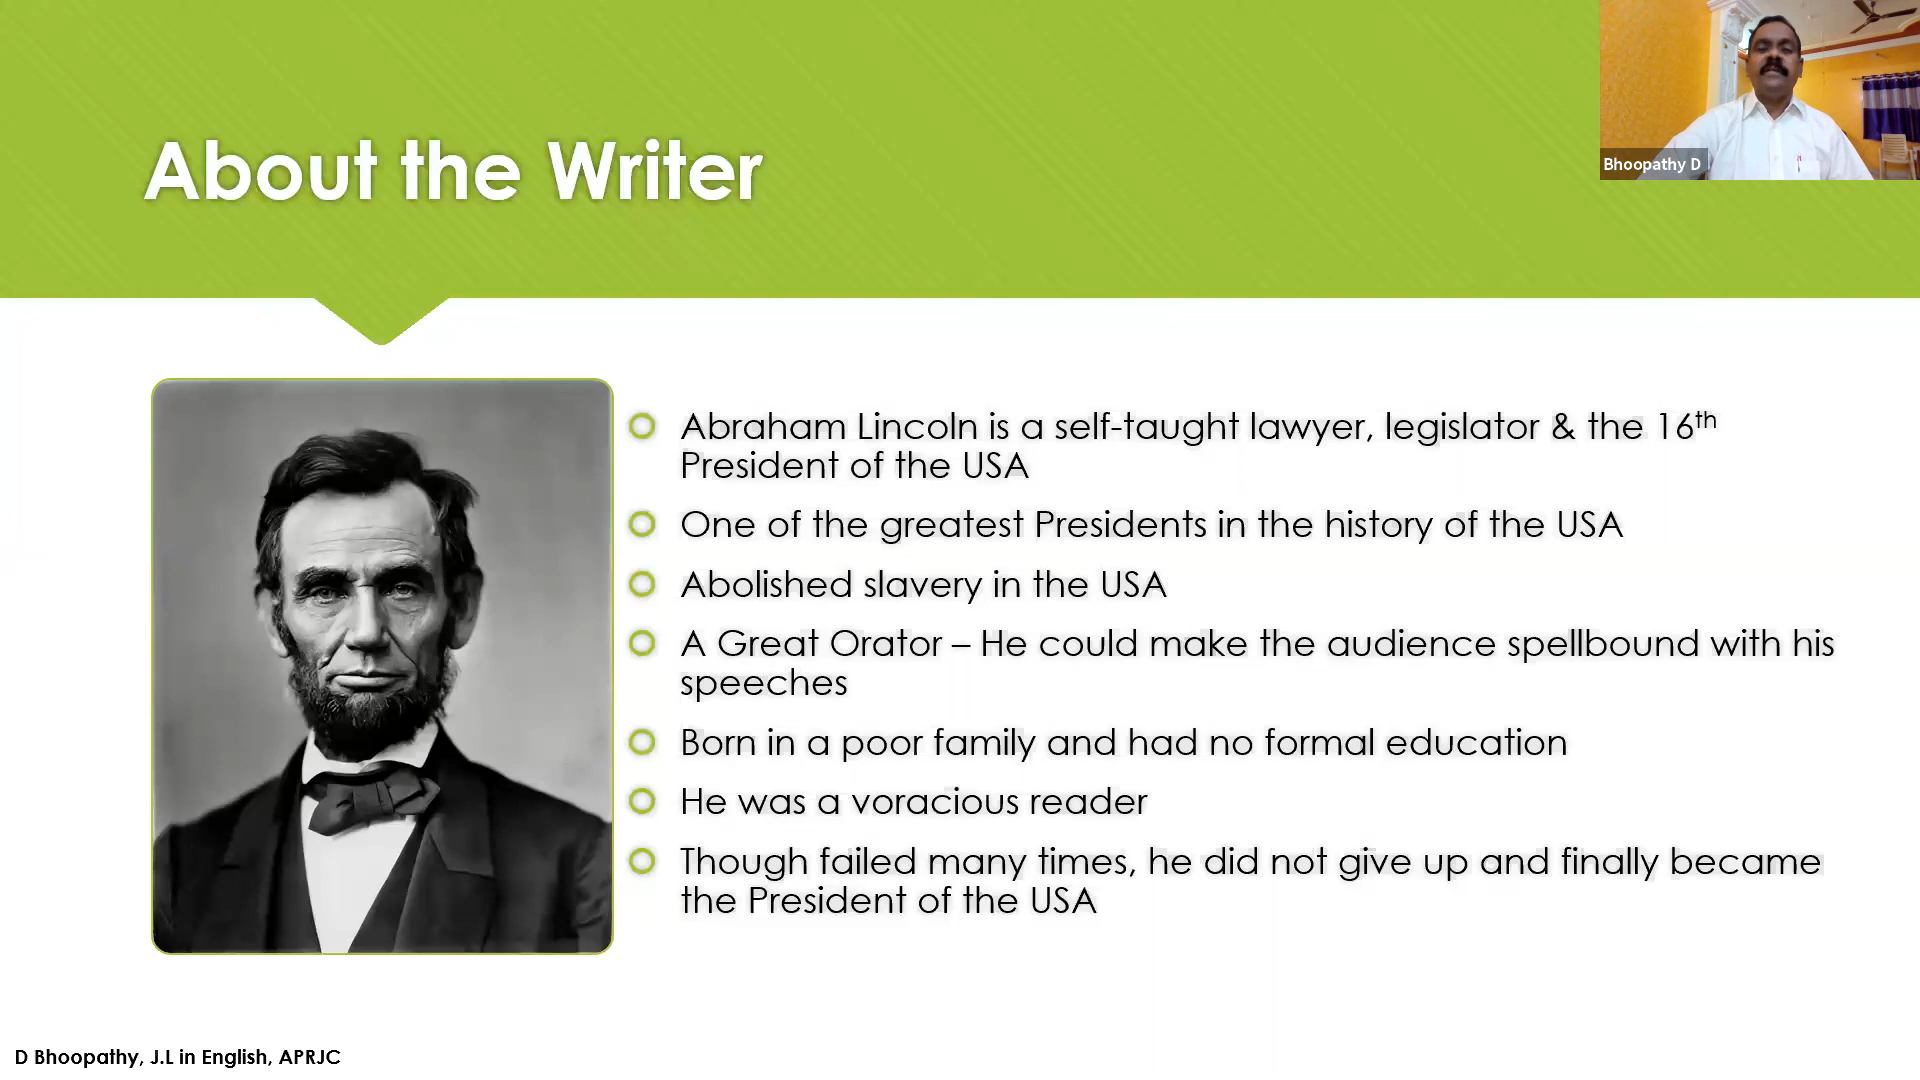 Bhoopathy D
About the Writer
Abraham Lincoln is a self-taught lawyer, legislator & the 16th
President of the USA
One of the greatest Presidents in the history of the USA
Abolished slavery in the USA
A Great Orator – He could make the audience spellbound with his
speeches
Born in a poor family and had no formal education
He was a voracious reader
Though failed many times, he did not give up and finally became
the President of the USA
D Bhoopathy, J.L in English, APRJC